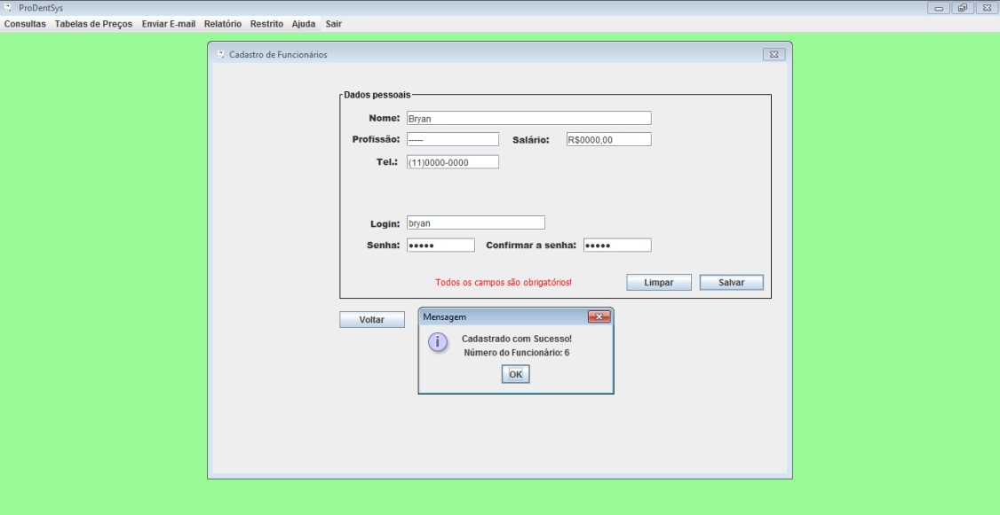 ProDentSys
Consultas Tabelas de Preços Enviar E-mail Relatório Restrito Ajuda Sair
Cadastro de Funcionários
Dados pessoais
Nome: Bryan
Profissão: ----- Salário: R$0000,00
Tel.: (11)0000-0000
Login: bryan
Senha: ••••• Confirmar a senha: •••••
Todos os campos são obrigatórios! Limpar Salvar
Voltar
Mensagem
Cadastrado com Sucesso!
Número do Funcionário: 6
OK